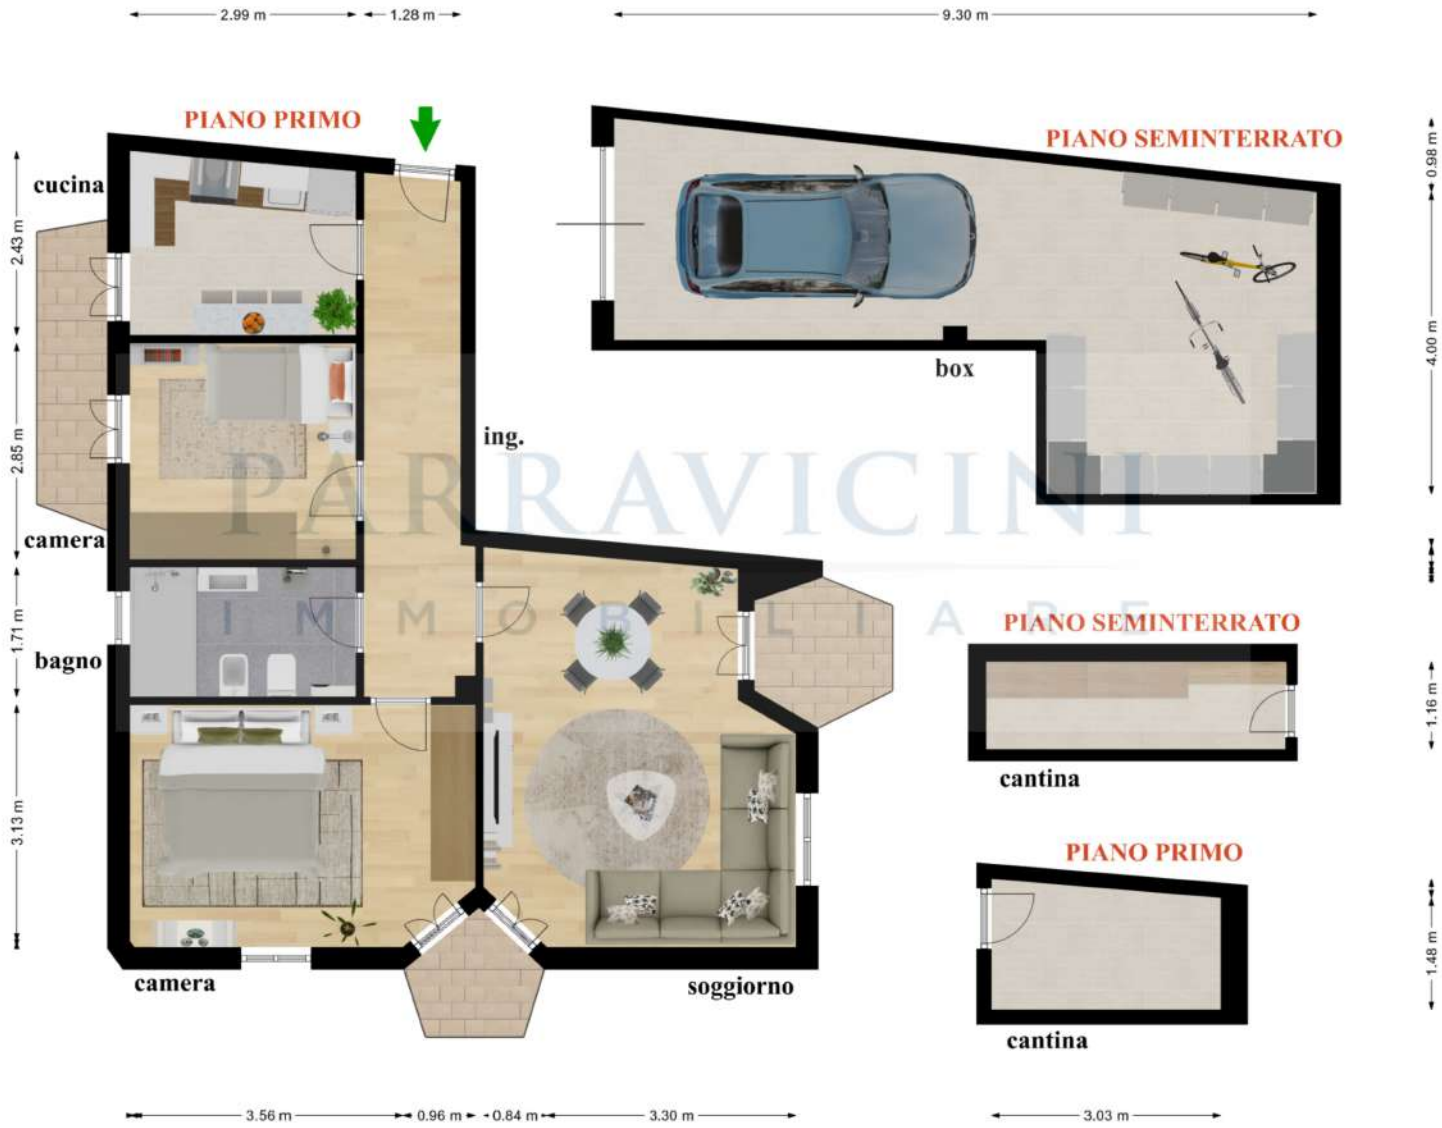 2.99 m
1.28 m
9.30 m
PIANO PRIMO
PIANO SEMINTERRATO
0.98 m
cucina
2.43 m
4.00 m
box
ing.
2.85 m
PARRAVICINI
camera
IMMOBILIARE
1.71 m
bagno
PIANO SEMINTERRATO
1.16 m
cantina
3.13 m
PIANO PRIMO
camera
soggiorno
1.48 m
cantina
3.56 m
0.96 m
0.84 m
3.30 m
3.03 m